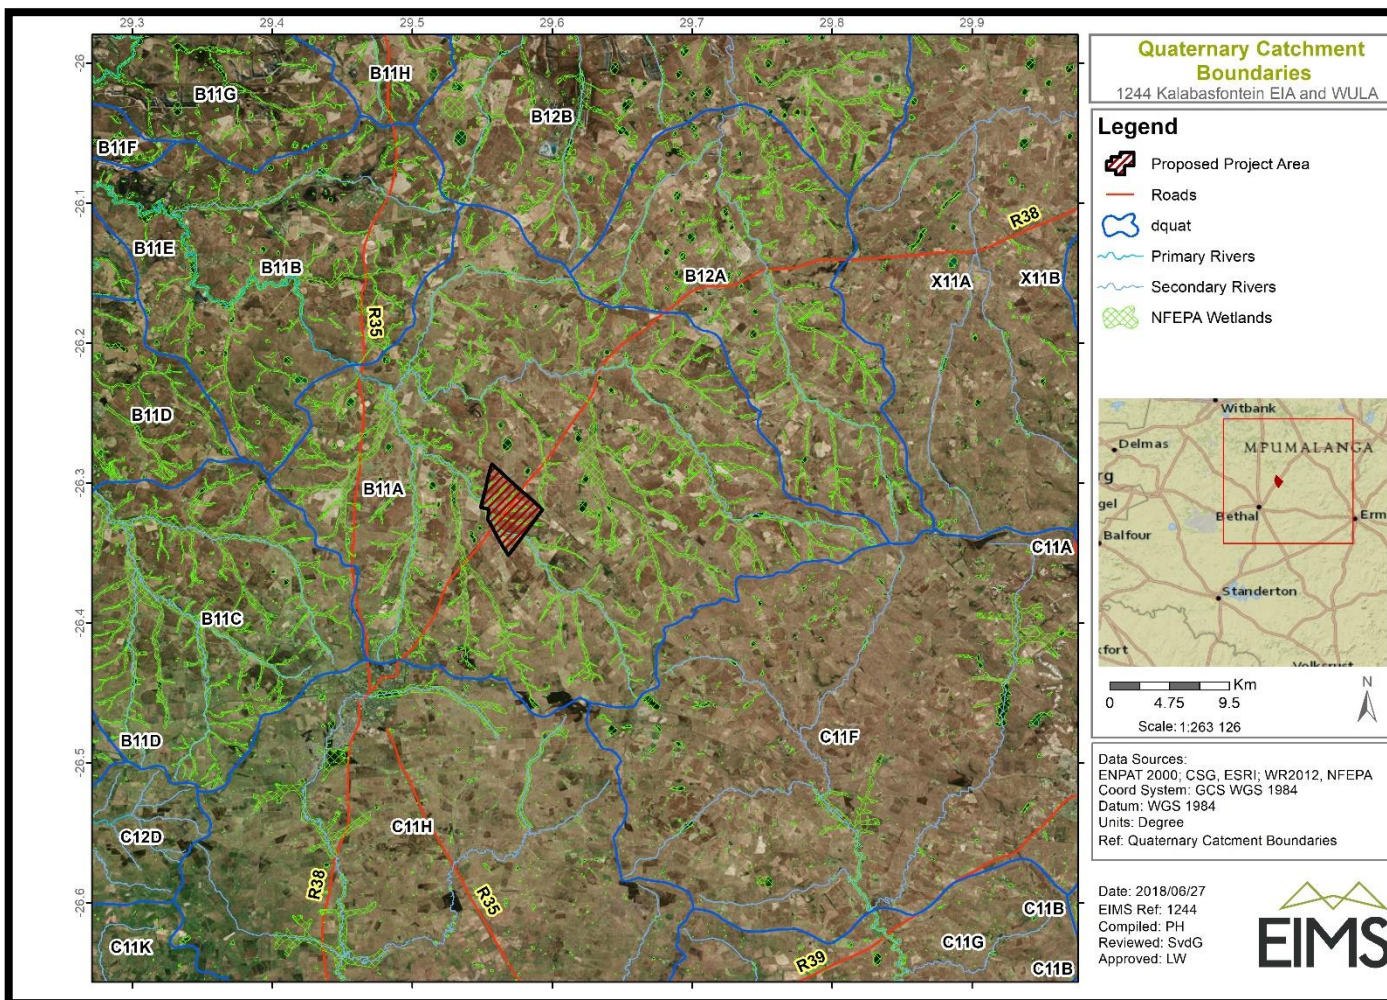 29.3
29.4
29.5
29.6
29.7
29.8
29.9
-26
-26.1
-26.2
-26.3
-26.4
-26.5
-26.6
B11H
B11G
B12B
B11F
B11E
B11B
R38
B12A
X11A
X11B
R35
B11D
B11A
C11A
B11C
C11F
B11D
C11H
C12D
R38
R35
C11B
C11G
C11K
R39
C11B
Quaternary Catchment
Boundaries
1244 Kalabasfontein EIA and WULA
Legend
Proposed Project Area
Roads
dquat
Primary Rivers
Secondary Rivers
NFEPA Wetlands
Witbank
MPUMALANGA
Delmas
rg
gel
Bethal
Erm
Balfour
Standerton
kfort
Volksrust
Km
0 4.75 9.5
N
Scale: 1:263 126
Data Sources:
ENPAT 2000; CSG, ESRI; WR2012, NFEPA
Coord System: GCS WGS 1984
Datum: WGS 1984
Units: Degree
Ref: Quaternary Catcment Boundaries
Date: 2018/06/27
EIMS Ref: 1244
Compiled: PH
Reviewed: SvdG
Approved: LW
EIMS